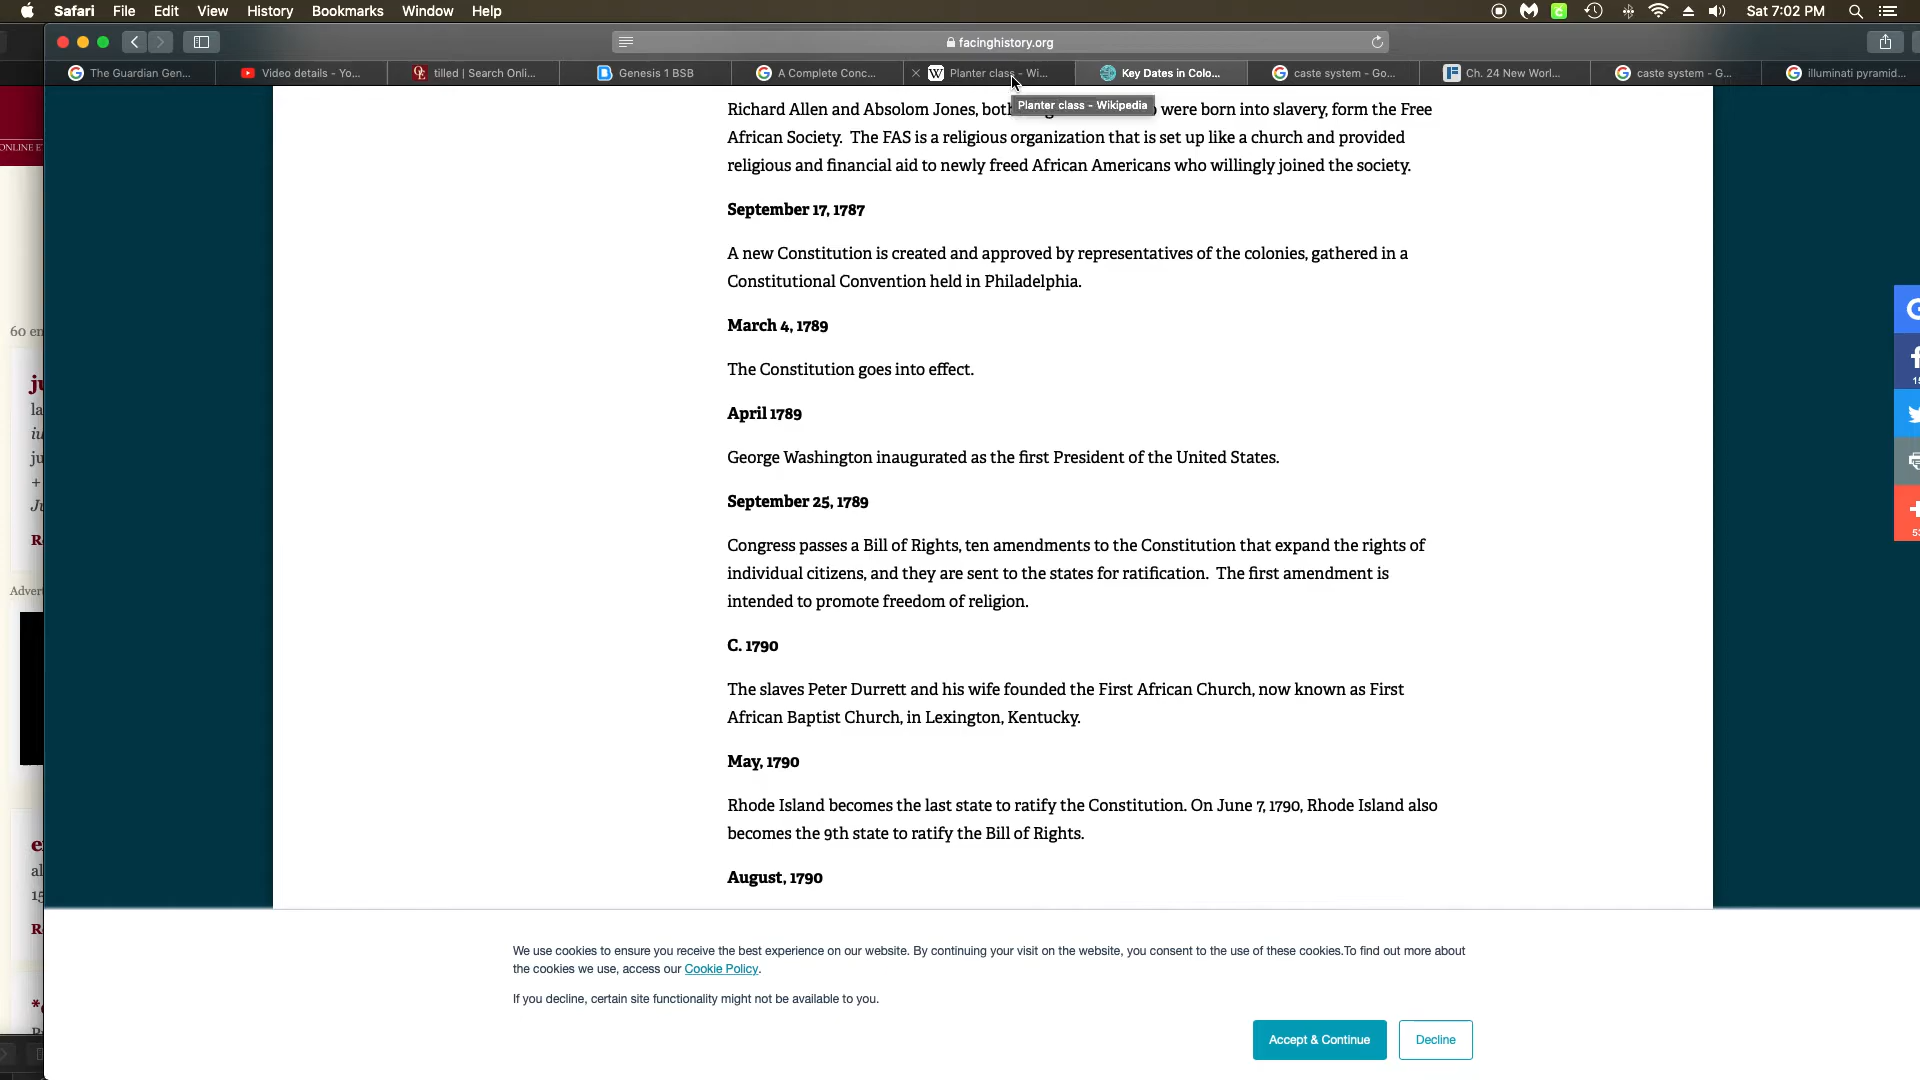 Safari File Edit View History Bookmarks Window Help Sat 7:02 PM
facinghistory.org
The Guardian Gen... Video details - Yo... OE tilled | Search Onli... Genesis 1 BSB A Complete Conc... W Planter class - Wi... Key Dates in Colo... caste system - Go... Ch. 24 New Worl... caste system - G... illuminati pyramid...
Planter class - Wikipedia
Richard Allen and Absolom Jones, were born into slavery, form the Free
African Society. The FAS is a religious organization that is set up like a church and provided
religious and financial aid to newly freed African Americans who willingly joined the society.
September 17, 1787
A new Constitution is created and approved by representatives of the colonies, gathered in a
Constitutional Convention held in Philadelphia.
March 4, 1789
The Constitution goes into effect.
April 1789
George Washington inaugurated as the first President of the United States.
September 25, 1789
Congress passes a Bill of Rights, ten amendments to the Constitution that expand the rights of
individual citizens, and they are sent to the states for ratification. The first amendment is
intended to promote freedom of religion.
C. 1790
The slaves Peter Durrett and his wife founded the First African Church, now known as First
African Baptist Church, in Lexington, Kentucky.
May, 1790
Rhode Island becomes the last state to ratify the Constitution. On June 7, 1790, Rhode Island also
becomes the 9th state to ratify the Bill of Rights.
August, 1790
We use cookies to ensure you receive the best experience on our website. By continuing your visit on the website, you consent to the use of these cookies.To find out more about
the cookies we use, access our Cookie Policy.
If you decline, certain site functionality might not be available to you.
Accept & Continue Decline
ONLINE E
60 en
ju
la
iu
ju
+
Ju
R
Advert
e
al
15
R